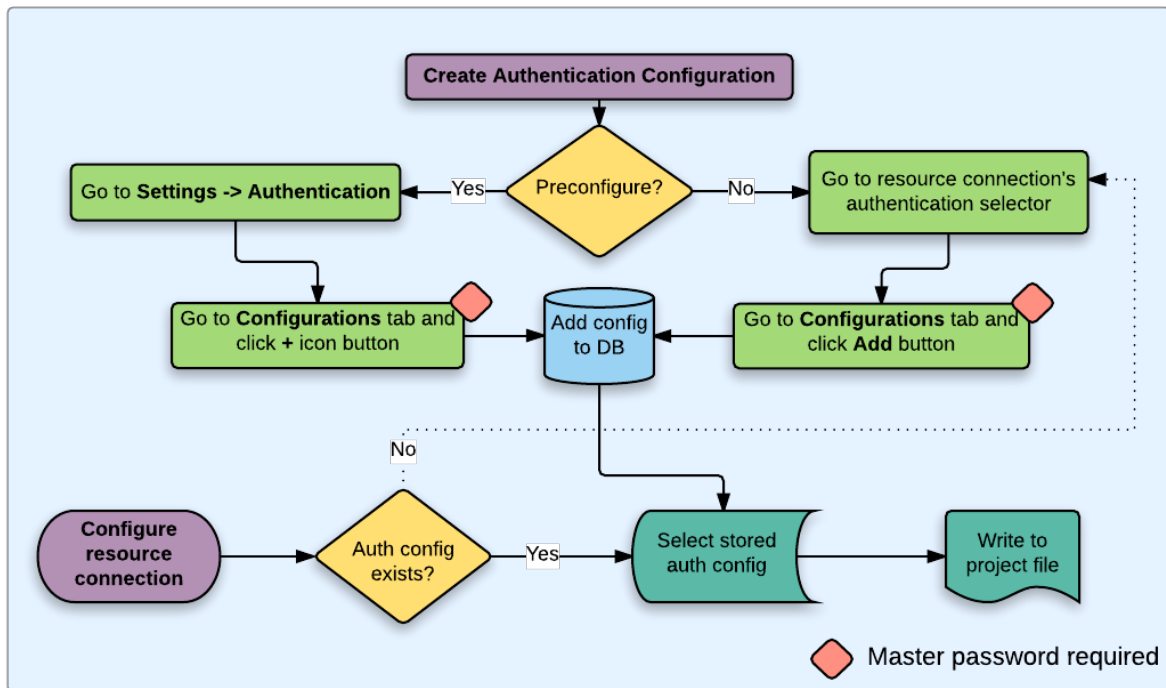 Create Authentication Configuration
Preconfigure?
Yes
No
Go to Settings -> Authentication
Go to resource connection's
authentication selector
Go to Configurations tab and
click + icon button
Add config
to DB
Go to Configurations tab and
click Add button
No
Configure
resource
connection
Auth config
exists?
Yes
Select stored
auth config
Write to
project file
Master password required